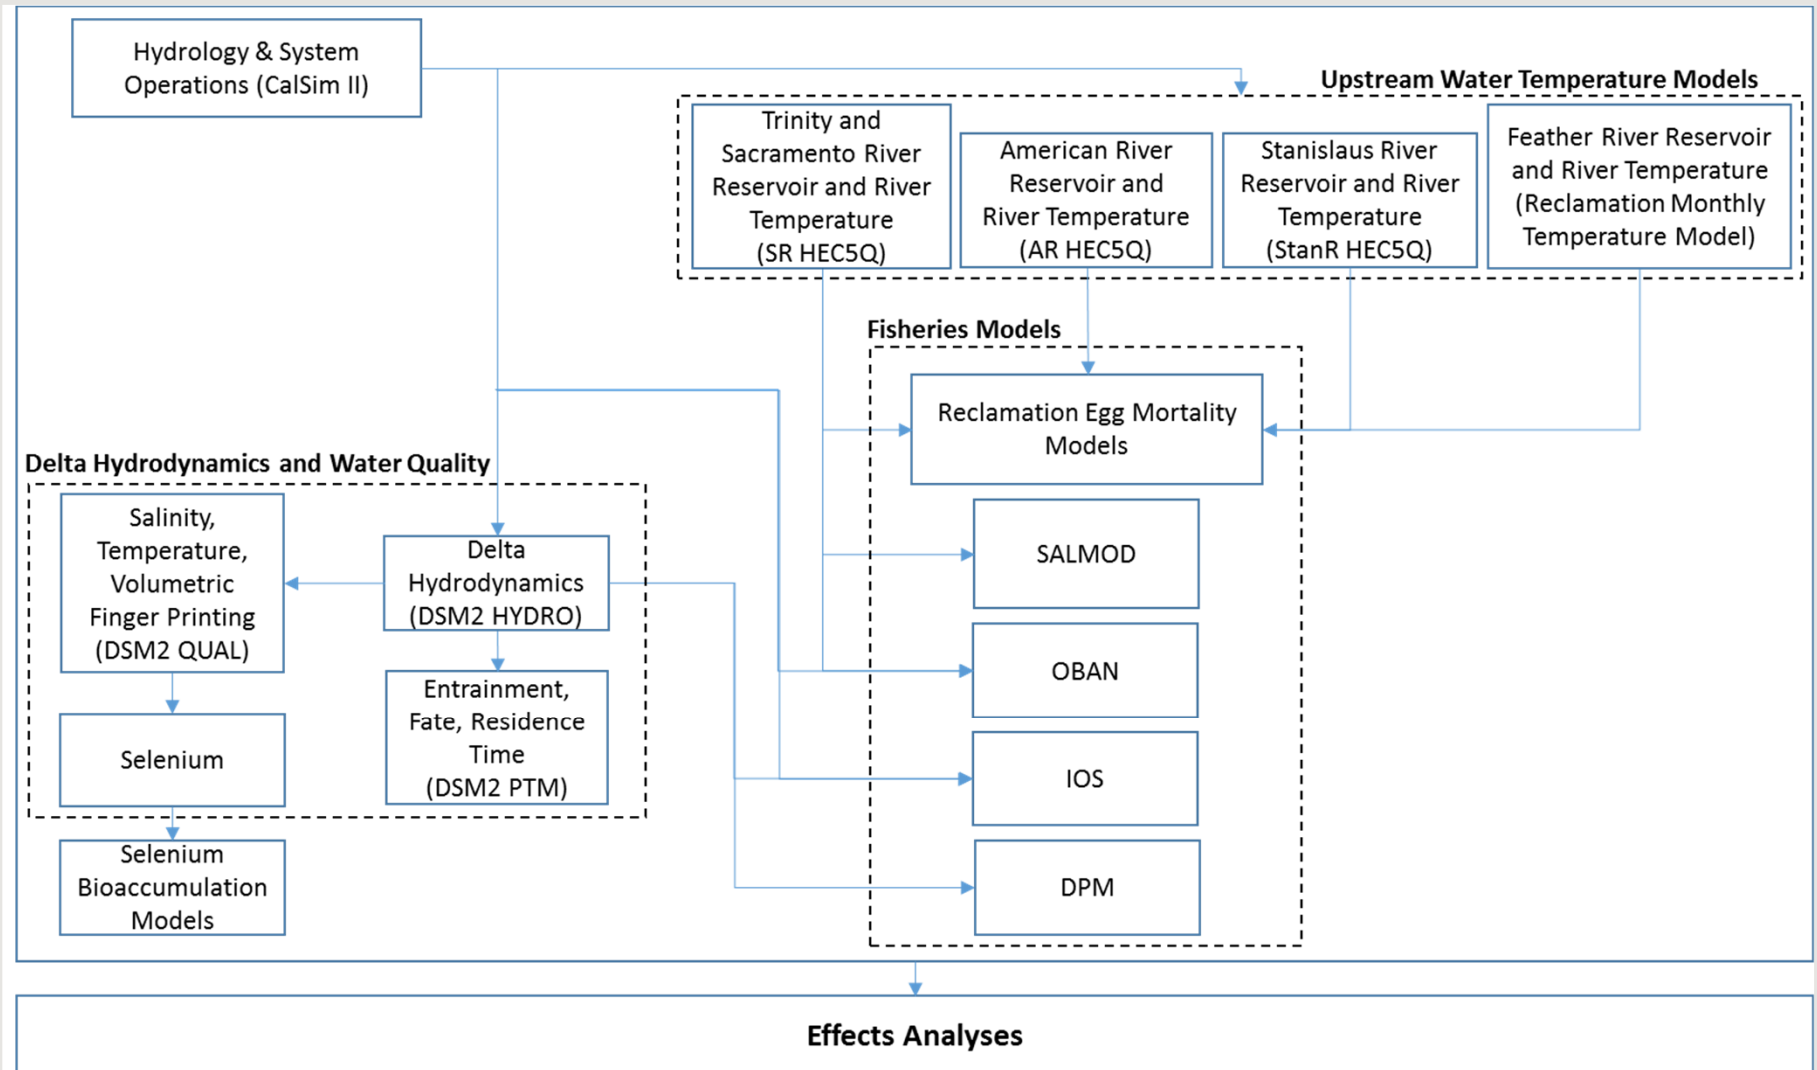 Hydrology & System
Operations (CalSim II)
Upstream Water Temperature Models
Trinity and
Sacramento River
Reservoir and River
Temperature
(SR HEC5Q)
American River
Reservoir and
River Temperature
(AR HEC5Q)
Stanislaus River
Reservoir and River
Temperature
(StanR HEC5Q)
Feather River Reservoir
and River Temperature
(Reclamation Monthly
Temperature Model)
Fisheries Models
Reclamation Egg Mortality
Models
SALMOD
OBAN
IOS
DPM
Delta Hydrodynamics and Water Quality
Salinity,
Temperature,
Volumetric
Finger Printing
(DSM2 QUAL)
Delta
Hydrodynamics
(DSM2 HYDRO)
Entrainment,
Fate, Residence
Time
(DSM2 PTM)
Selenium
Selenium
Bioaccumulation
Models
Effects Analyses